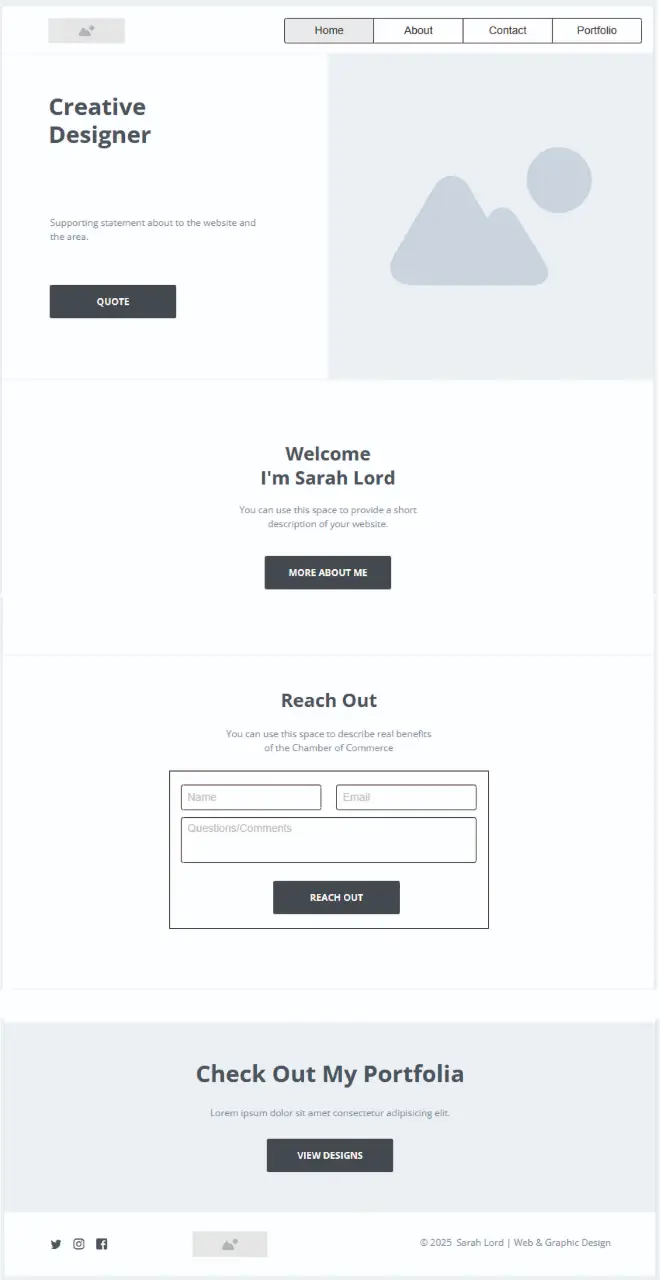 Home About Contact Portfolio
Creative
Designer
Supporting statement about to the website and
the area.
QUOTE
Welcome
I'm Sarah Lord
You can use this space to provide a short
description of your website.
MORE ABOUT ME
Reach Out
You can use this space to describe real benefits
of the Chamber of Commerce
Name Email
Questions/Comments
REACH OUT
Check Out My Portfolia
Lorem ipsum dolor sit amet consectetur adipisicing elit.
VIEW DESIGNS
© 2025 Sarah Lord | Web & Graphic Design